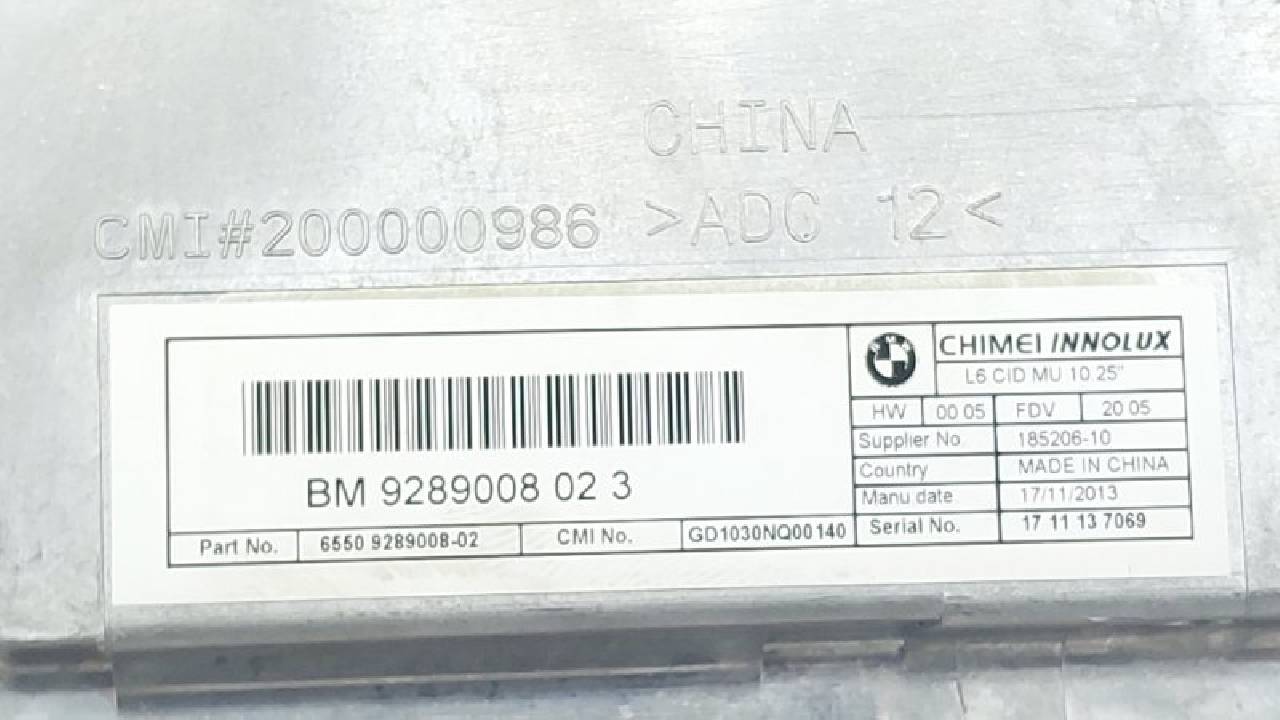 CHINA
CMI#200000986 >ADC 12<
CHIMEI INNOLUX
L6 CID MU 10.25"
HW 00 05 FDV 20 05
Supplier No. 185206-10
Country MADE IN CHINA
Manu date 17/11/2013
Serial No. 17 11 13 7069
BM 9289008 02 3
Part No. 6550 9289008-02 CMI No. GD1030NQ00140